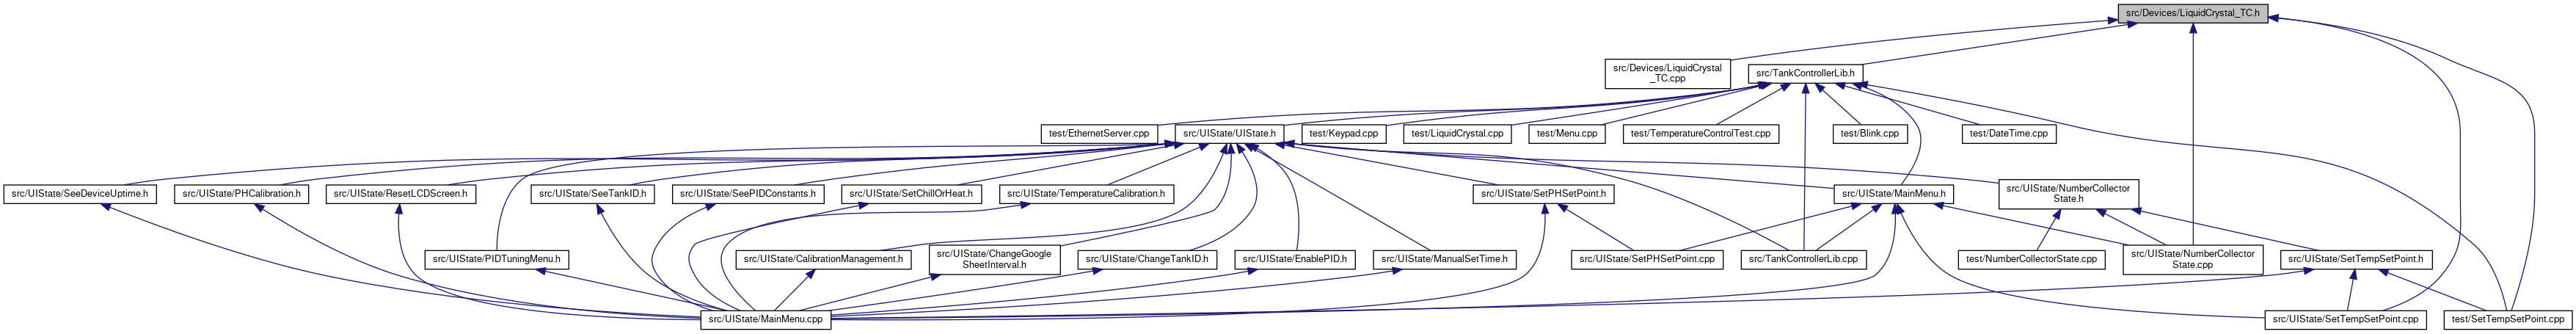 src/Devices/LiquidCrystal_TC.h
src/Devices/LiquidCrystal
_TC.cpp
src/TankControllerLib.h
test/EthernetServer.cpp
src/UIState/UIState.h
test/Keypad.cpp
test/LiquidCrystal.cpp
test/Menu.cpp
test/TemperatureControlTest.cpp
test/Blink.cpp
test/DateTime.cpp
src/UIState/SeeDeviceUptime.h
src/UIState/PHCalibration.h
src/UIState/ResetLCDScreen.h
src/UIState/SeeTankID.h
src/UIState/SeePIDConstants.h
src/UIState/SetChillOrHeat.h
src/UIState/TemperatureCalibration.h
src/UIState/SetPHSetPoint.h
src/UIState/MainMenu.h
src/UIState/NumberCollector
State.h
src/UIState/PIDTuningMenu.h
src/UIState/CalibrationManagement.h
src/UIState/ChangeGoogle
SheetInterval.h
src/UIState/ChangeTankID.h
src/UIState/EnablePID.h
src/UIState/ManualSetTime.h
src/UIState/SetPHSetPoint.cpp
src/TankControllerLib.cpp
test/NumberCollectorState.cpp
src/UIState/NumberCollector
State.cpp
src/UIState/SetTempSetPoint.h
src/UIState/MainMenu.cpp
src/UIState/SetTempSetPoint.cpp
test/SetTempSetPoint.cpp